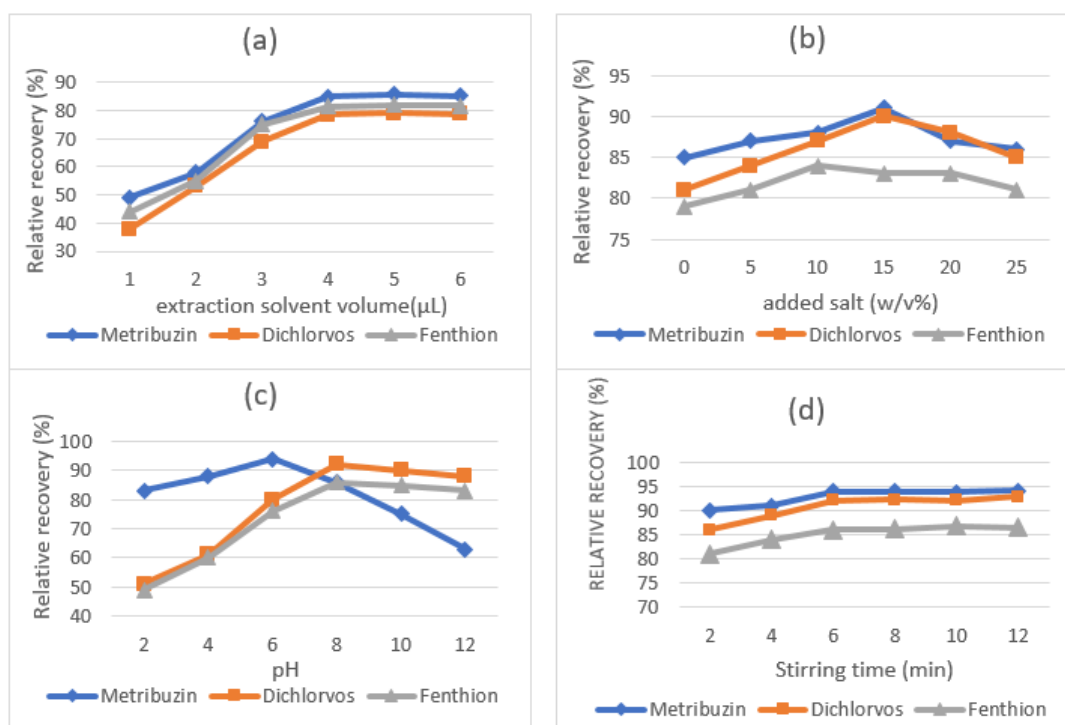 (a)
Relative recovery (%)
90
80
70
60
50
40
30
1 2 3 4 5 6
extraction solvent volume(µL)
Metribuzin Dichlorvos Fenthion
(b)
Relative recovery (%)
95
90
85
80
75
0 5 10 15 20 25
added salt (w/v%)
Metribuzin Dichlorvos Fenthion
(c)
Relative recovery (%)
100
90
80
70
60
50
40
2 4 6 8 10 12
pH
Metribuzin Dichlorvos Fenthion
(d)
RELATIVE RECOVERY (%)
100
95
90
85
80
75
70
2 4 6 8 10 12
Stirring time (min)
Metribuzin Dichlorvos Fenthion